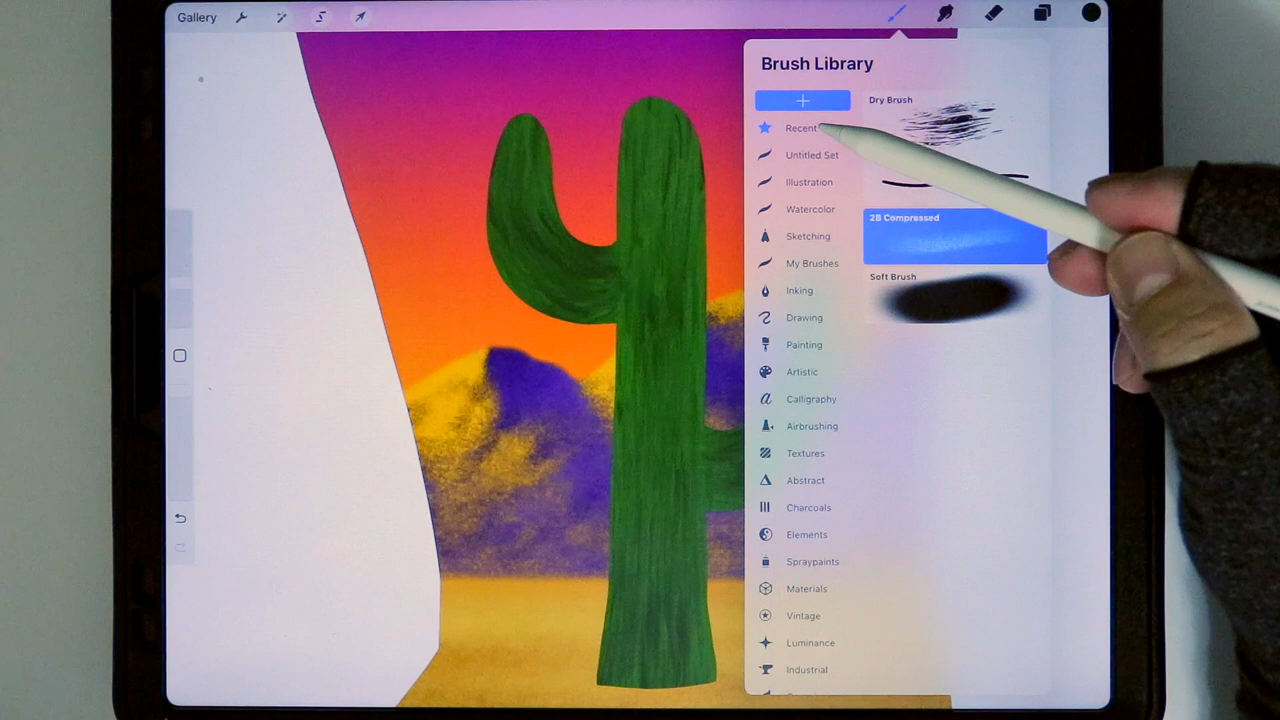 Gallery
Brush Library
Recent
Untitled Set
Illustration
Watercolor
Sketching
My Brushes
Inking
Drawing
Painting
Artistic
Calligraphy
Airbrushing
Textures
Abstract
Charcoals
Elements
Spraypaints
Materials
Vintage
Luminance
Industrial
Dry Brush
2B Compressed
Soft Brush